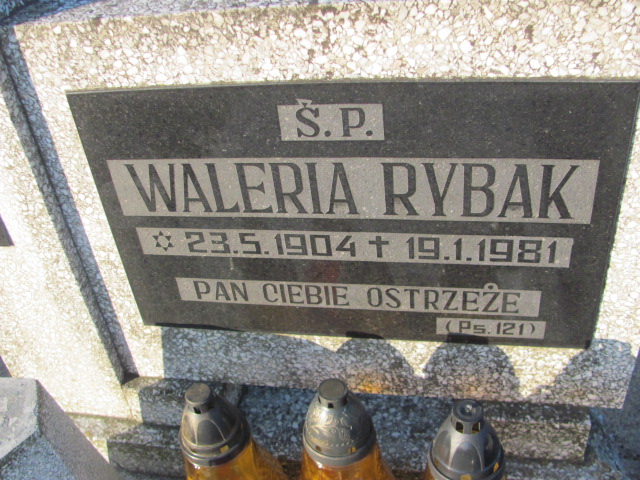 Ś.P.
WALERIA RYBAK
✡ 23.5.1904 ✝ 19.1.1981
PAN CIEBIE OSTRZEŻE
(Ps. 121)